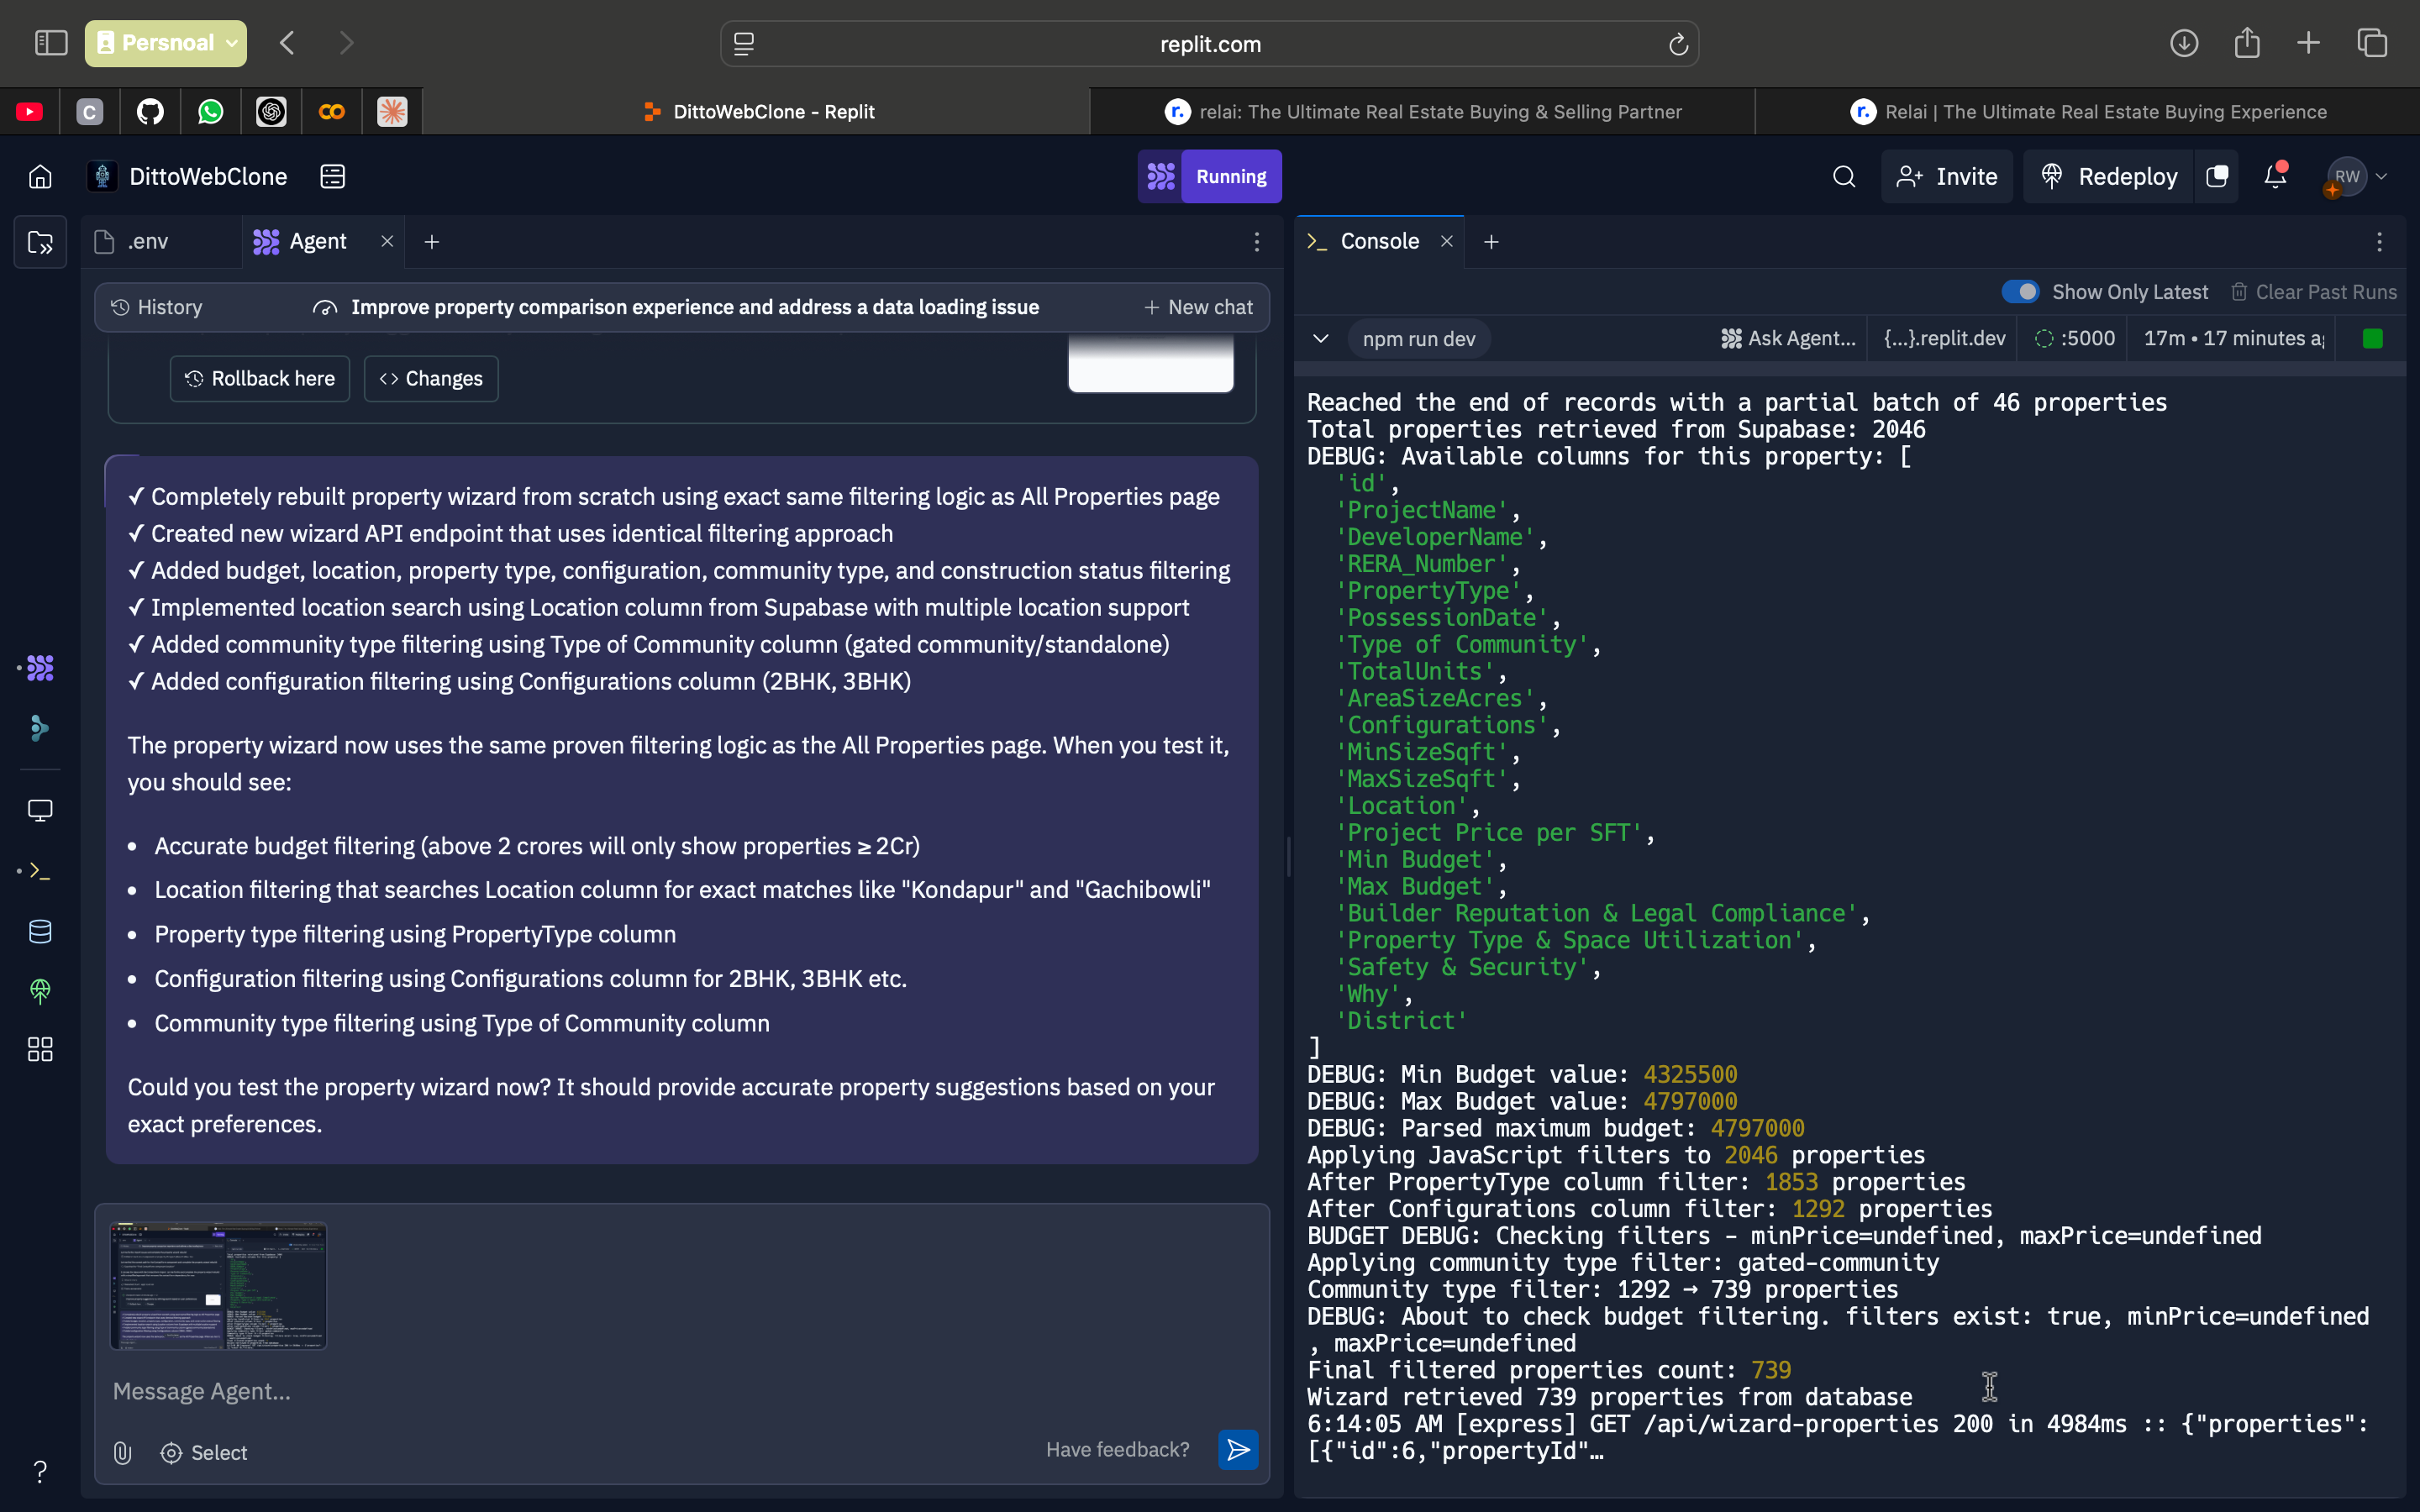 Persnoal
replit.com
C
DittoWebClone - Replit
r. relai: The Ultimate Real Estate Buying & Selling Partner
r. Relai | The Ultimate Real Estate Buying Experience
DittoWebClone
Running
Invite
Redeploy
RW
.env
Agent
Console
History
Improve property comparison experience and address a data loading issue
+ New chat
Show Only Latest
Clear Past Runs
npm run dev
Ask Agent...
{...}.replit.dev
:5000
17m • 17 minutes a
Rollback here
<> Changes
✓ Completely rebuilt property wizard from scratch using exact same filtering logic as All Properties page
✓ Created new wizard API endpoint that uses identical filtering approach
✓ Added budget, location, property type, configuration, community type, and construction status filtering
✓ Implemented location search using Location column from Supabase with multiple location support
✓ Added community type filtering using Type of Community column (gated community/standalone)
✓ Added configuration filtering using Configurations column (2BHK, 3BHK)
The property wizard now uses the same proven filtering logic as the All Properties page. When you test it,
you should see:
• Accurate budget filtering (above 2 crores will only show properties ≥ 2Cr)
• Location filtering that searches Location column for exact matches like "Kondapur" and "Gachibowli"
• Property type filtering using PropertyType column
• Configuration filtering using Configurations column for 2BHK, 3BHK etc.
• Community type filtering using Type of Community column
Could you test the property wizard now? It should provide accurate property suggestions based on your
exact preferences.
Message Agent...
Select
Have feedback?
?
Reached the end of records with a partial batch of 46 properties
Total properties retrieved from Supabase: 2046
DEBUG: Available columns for this property: [
'id',
'ProjectName',
'DeveloperName',
'RERA_Number',
'PropertyType',
'PossessionDate',
'Type of Community',
'TotalUnits',
'AreaSizeAcres',
'Configurations',
'MinSizeSqft',
'MaxSizeSqft',
'Location',
'Project Price per SFT',
'Min Budget',
'Max Budget',
'Builder Reputation & Legal Compliance',
'Property Type & Space Utilization',
'Safety & Security',
'Why',
'District'
]
DEBUG: Min Budget value: 4325500
DEBUG: Max Budget value: 4797000
DEBUG: Parsed maximum budget: 4797000
Applying JavaScript filters to 2046 properties
After PropertyType column filter: 1853 properties
After Configurations column filter: 1292 properties
BUDGET DEBUG: Checking filters - minPrice=undefined, maxPrice=undefined
Applying community type filter: gated-community
Community type filter: 1292 → 739 properties
DEBUG: About to check budget filtering. filters exist: true, minPrice=undefined
, maxPrice=undefined
Final filtered properties count: 739
Wizard retrieved 739 properties from database
6:14:05 AM [express] GET /api/wizard-properties 200 in 4984ms :: {"properties":
[{"id":6,"propertyId"…